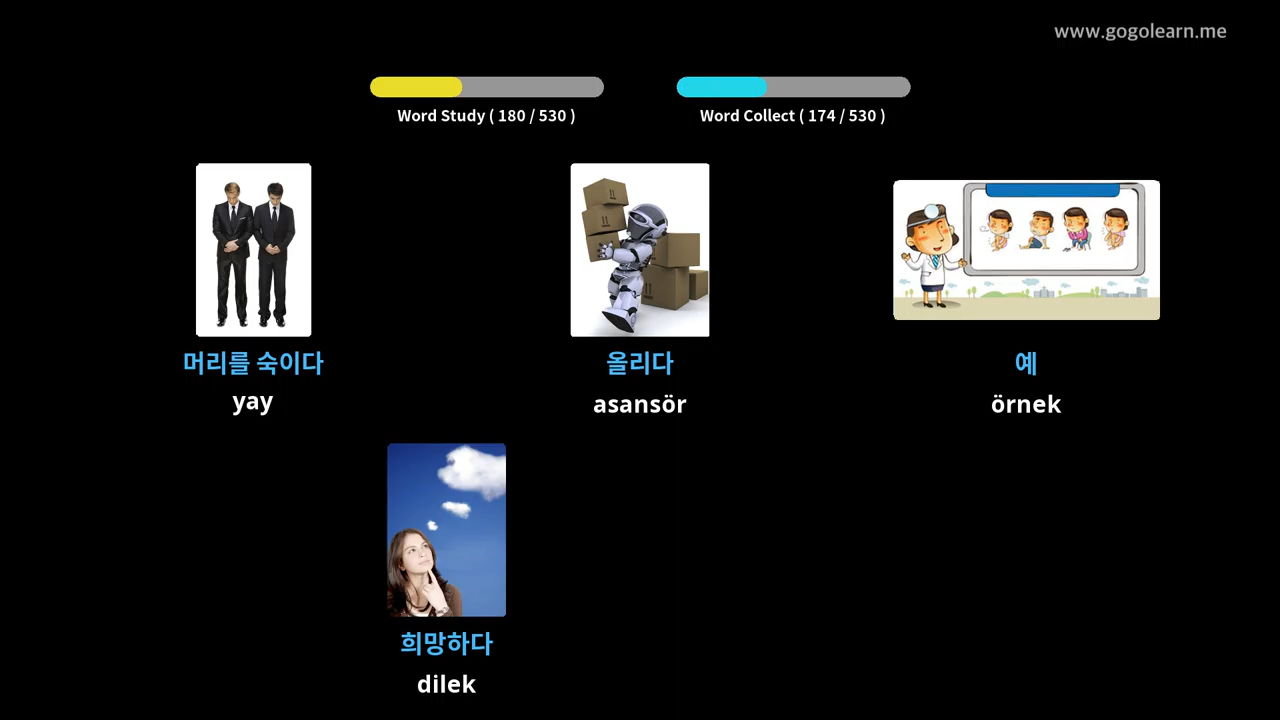 www.gogolearn.me
Word Study ( 180 / 530 )
Word Collect ( 174 / 530 )
머리를 숙이다
yay
올리다
asansör
예
örnek
희망하다
dilek